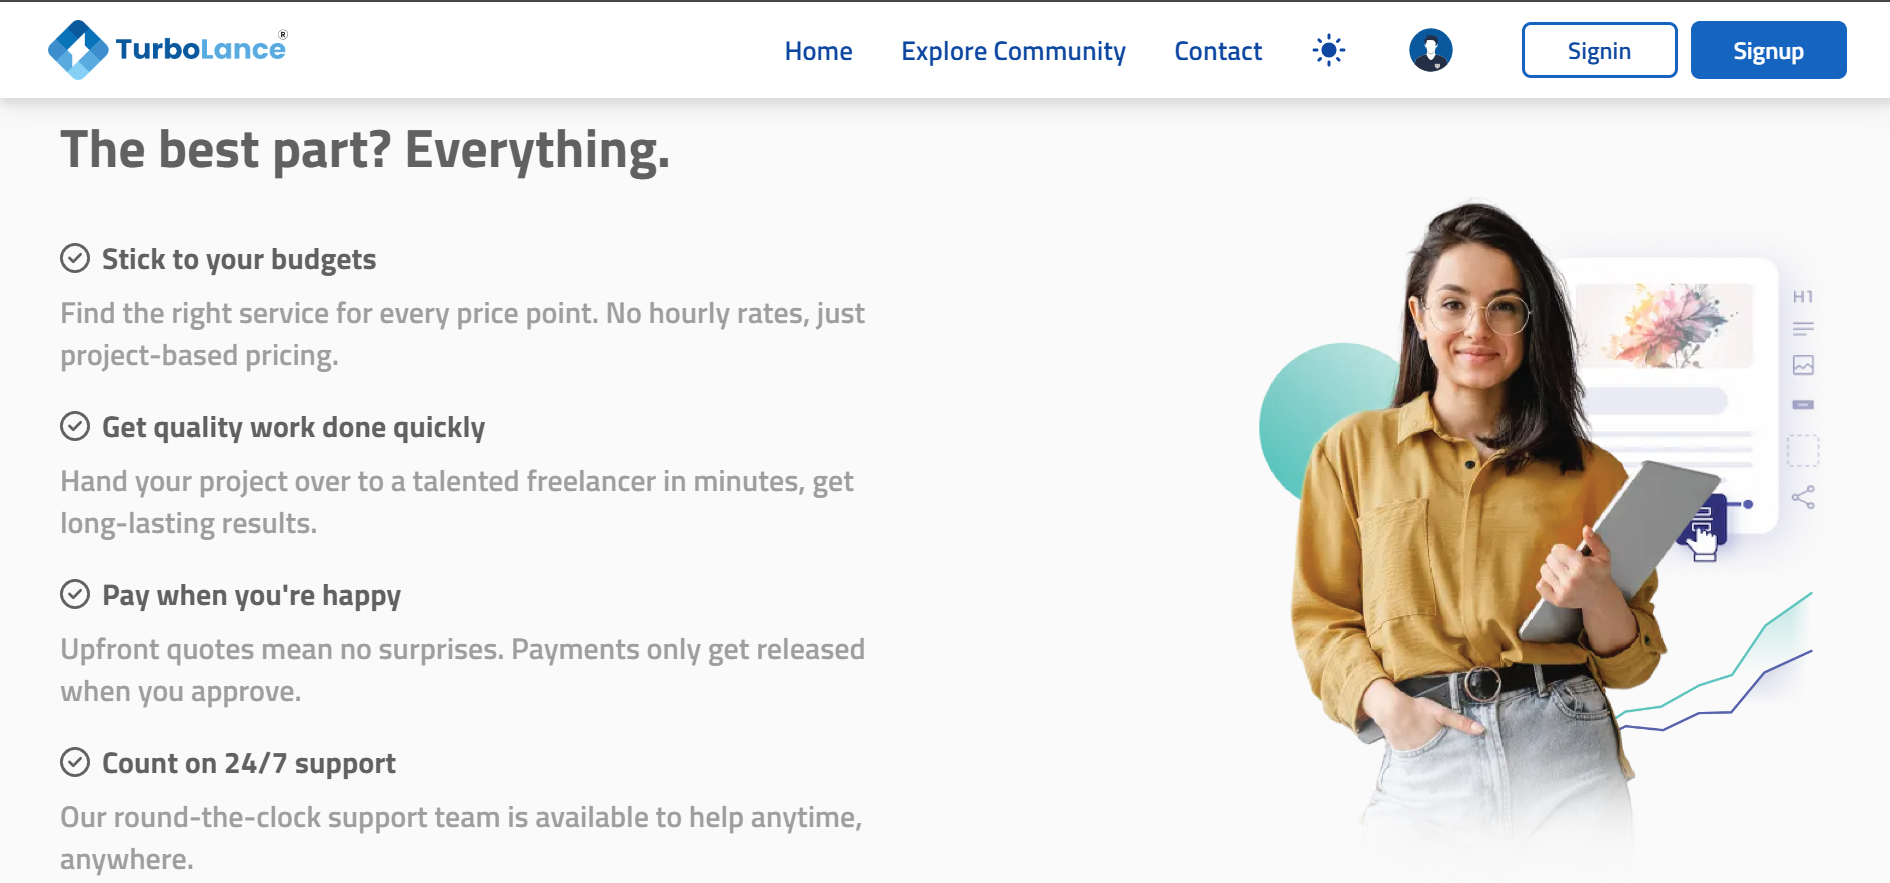 TurboLance®
Home
Explore Community
Contact
Signin
Signup
The best part? Everything.
Stick to your budgets
Find the right service for every price point. No hourly rates, just
project-based pricing.
Get quality work done quickly
Hand your project over to a talented freelancer in minutes, get
long-lasting results.
Pay when you're happy
Upfront quotes mean no surprises. Payments only get released
when you approve.
Count on 24/7 support
Our round-the-clock support team is available to help anytime,
anywhere.
H1